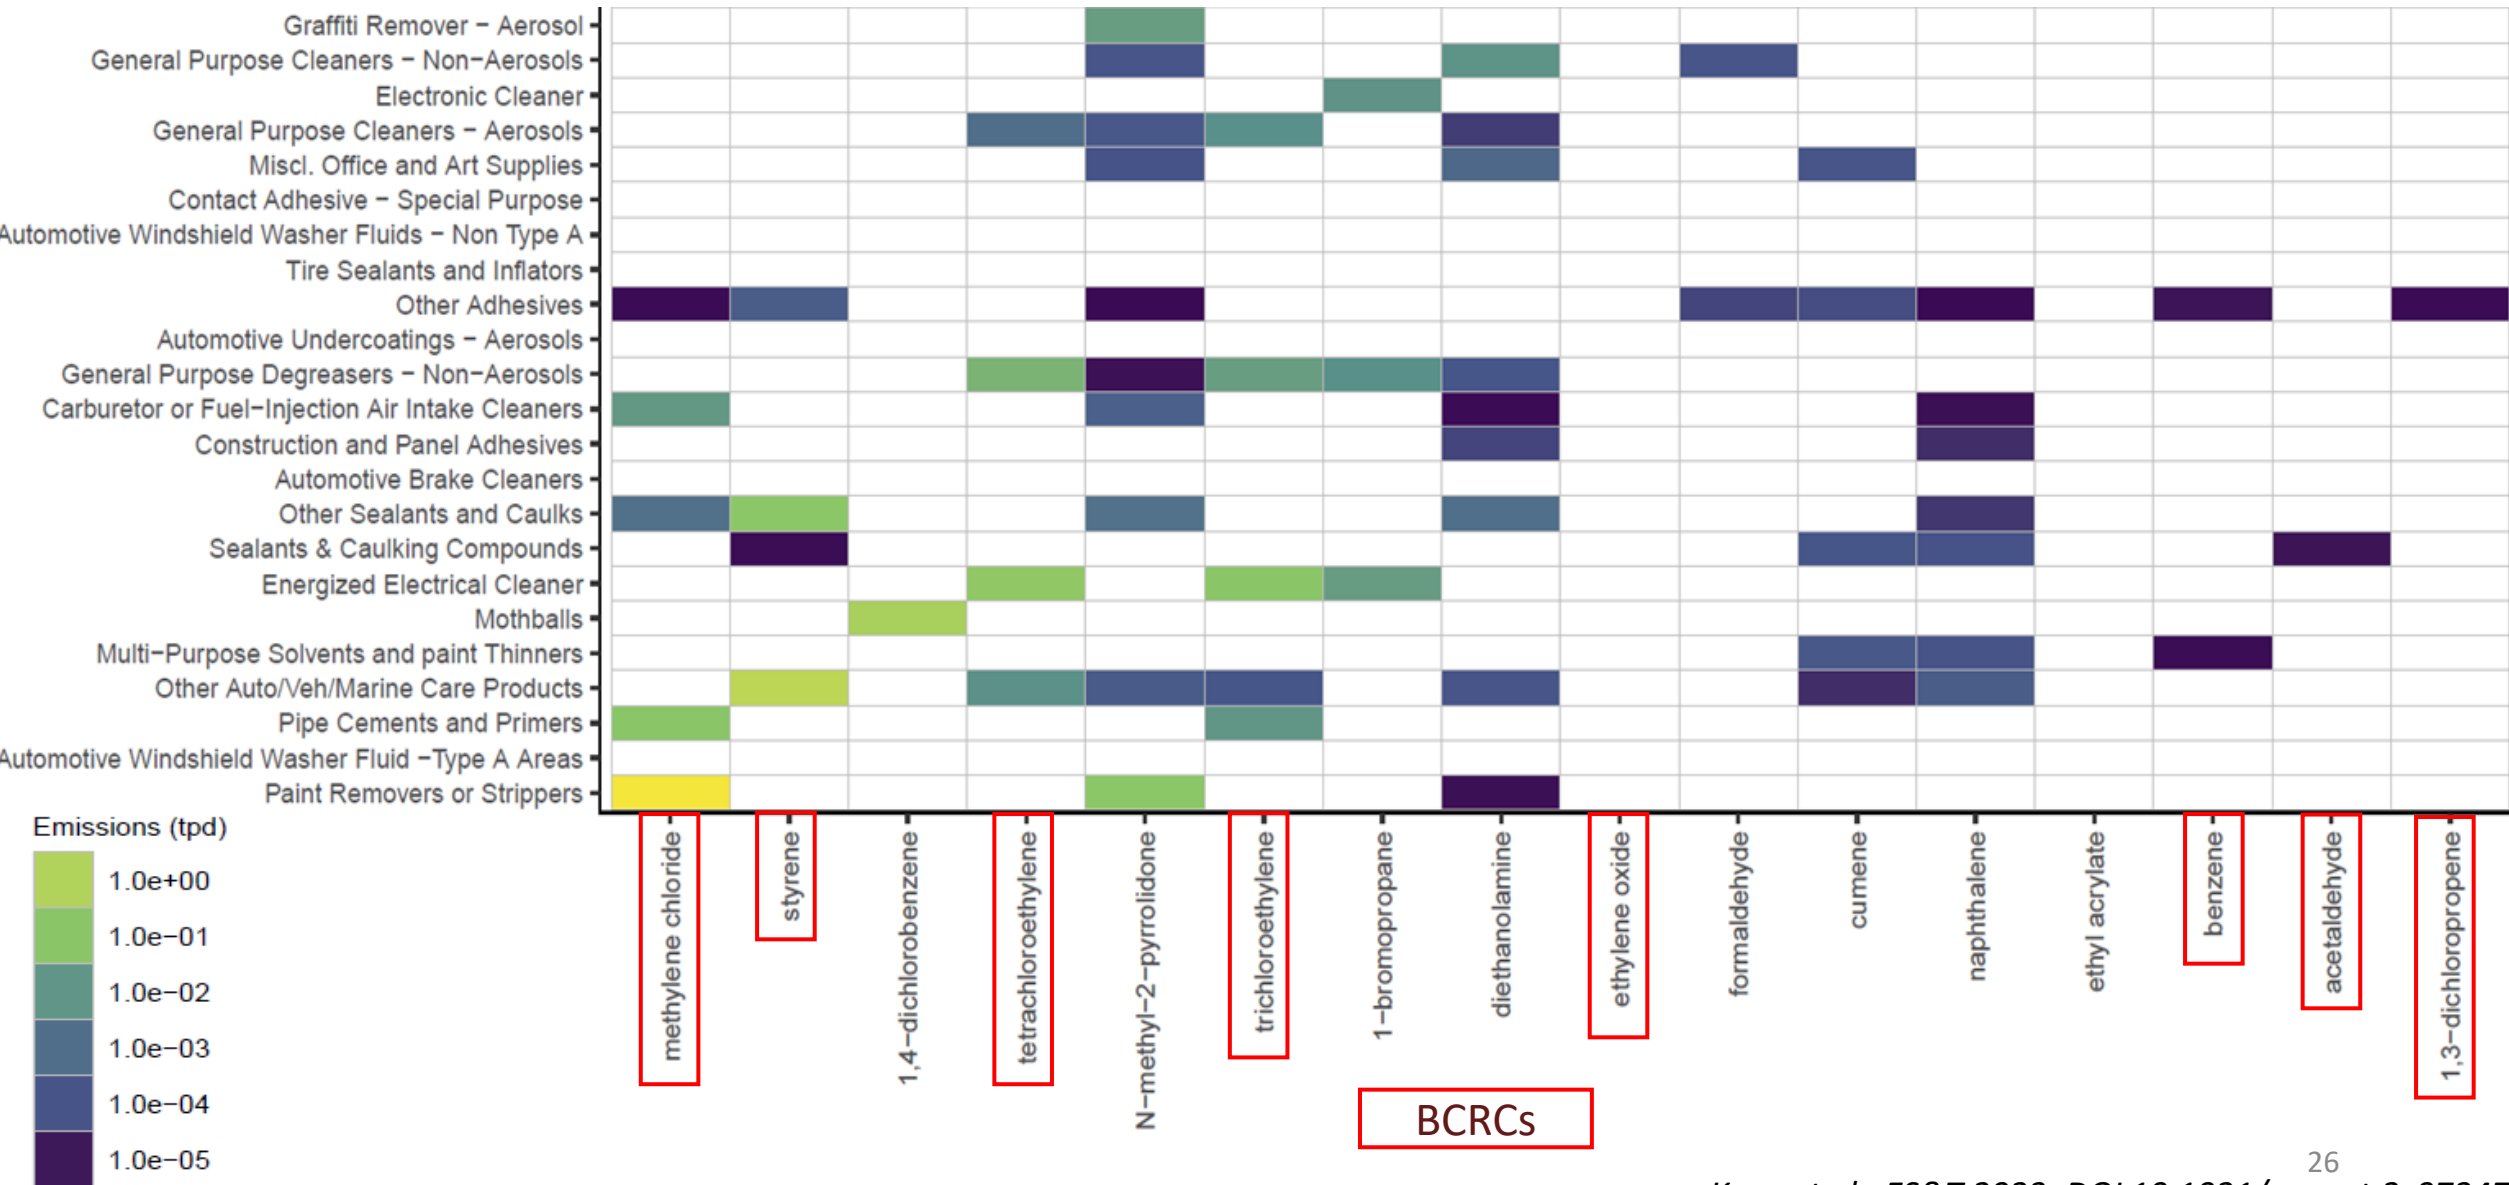 Graffiti Remover − Aerosol
General Purpose Cleaners − Non−Aerosols
Electronic Cleaner
General Purpose Cleaners − Aerosols
Miscl. Office and Art Supplies
Contact Adhesive − Special Purpose
Automotive Windshield Washer Fluids − Non Type A
Tire Sealants and Inflators
Other Adhesives
Automotive Undercoatings − Aerosols
General Purpose Degreasers − Non−Aerosols
Carburetor or Fuel−Injection Air Intake Cleaners
Construction and Panel Adhesives
Automotive Brake Cleaners
Other Sealants and Caulks
Sealants & Caulking Compounds
Energized Electrical Cleaner
Mothballs
Multi−Purpose Solvents and paint Thinners
Other Auto/Veh/Marine Care Products
Pipe Cements and Primers
Automotive Windshield Washer Fluid −Type A Areas
Paint Removers or Strippers
Emissions (tpd)
1.0e+00
1.0e−01
1.0e−02
1.0e−03
1.0e−04
1.0e−05
methylene chloride
styrene
1,4−dichlorobenzene
tetrachloroethylene
N−methyl−2−pyrrolidone
trichloroethylene
1−bromopropane
diethanolamine
ethylene oxide
formaldehyde
cumene
naphthalene
ethyl acrylate
benzene
acetaldehyde
1,3−dichloropropene
BCRCs
26